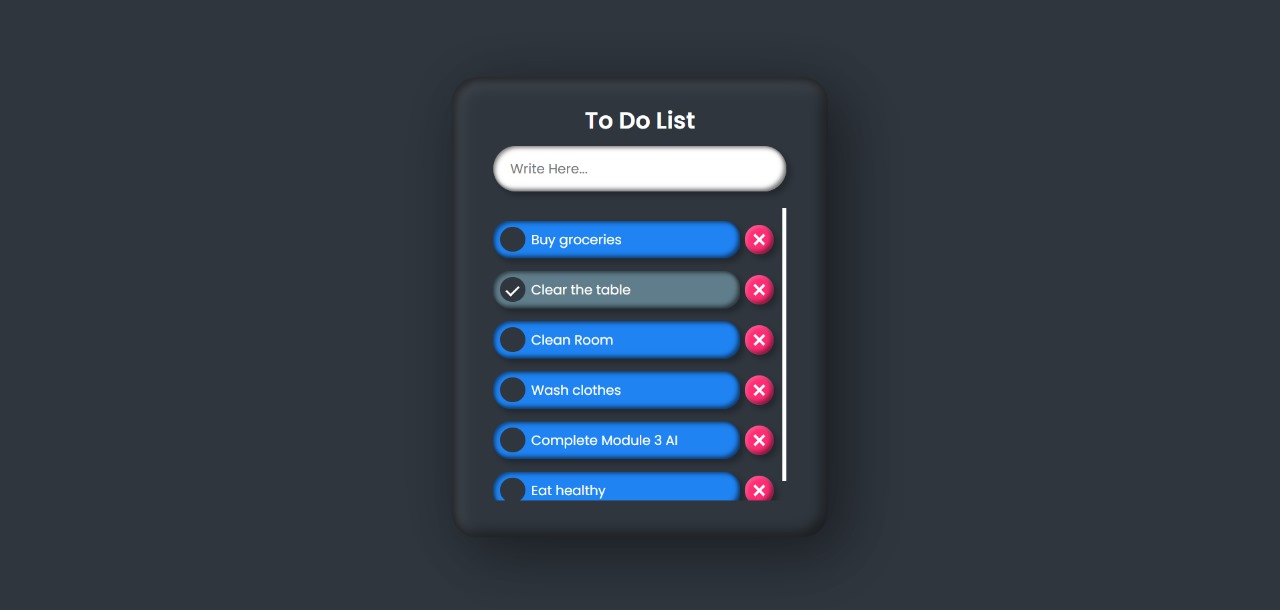 To Do List
Write Here...
Buy groceries
Clear the table
Clean Room
Wash clothes
Complete Module 3 AI
Eat healthy